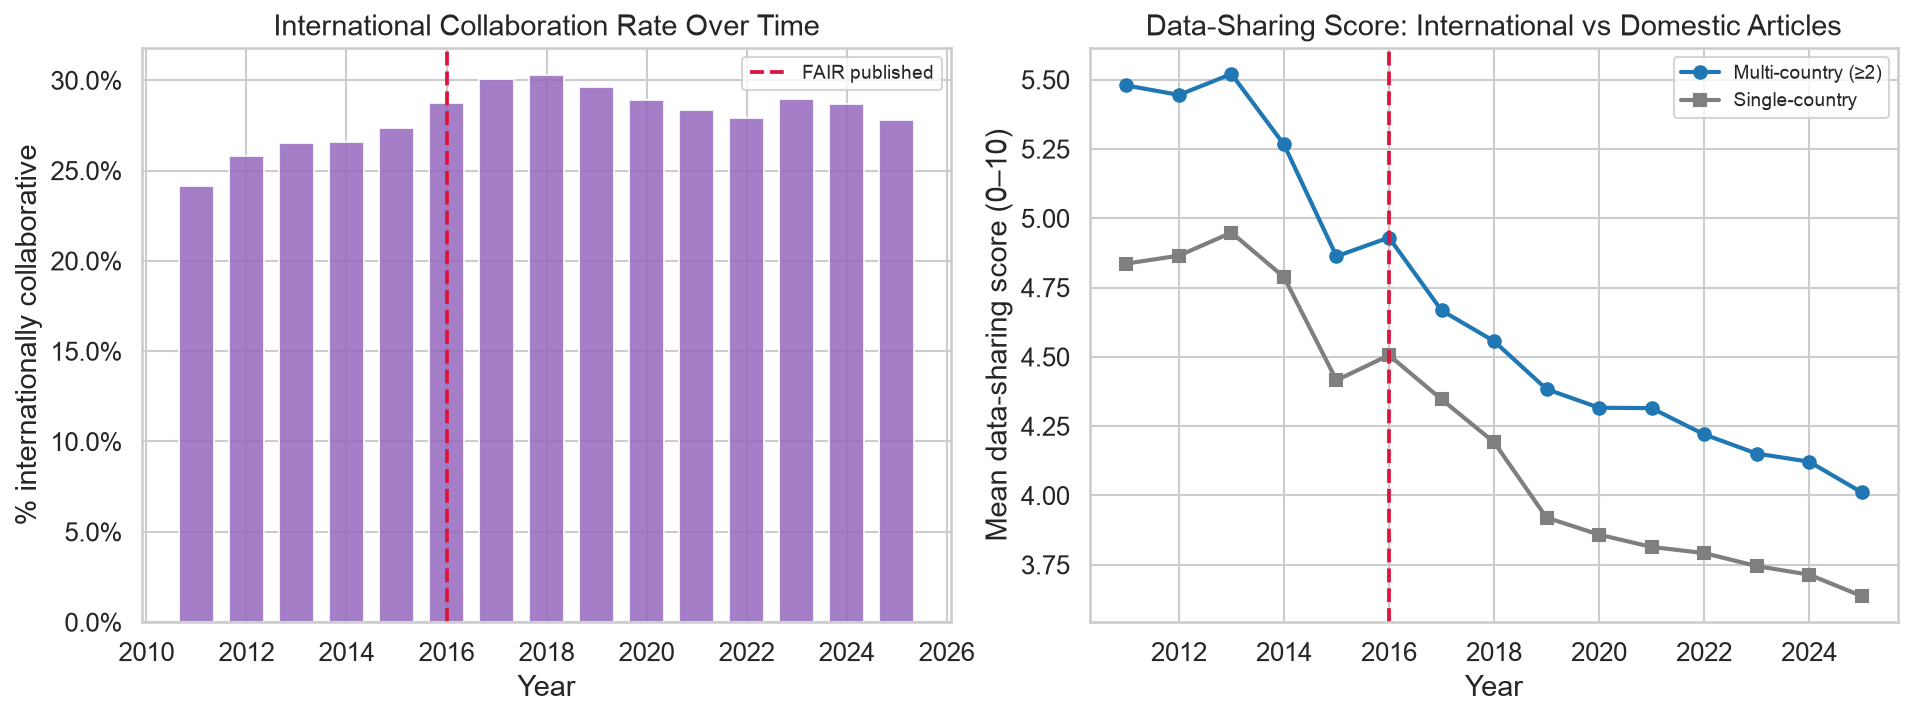 International Collaboration Rate Over Time
FAIR published
% internationally collaborative
30.0%
25.0%
20.0%
15.0%
10.0%
5.0%
0.0%
2010 2012 2014 2016 2018 2020 2022 2024 2026
Year
Data-Sharing Score: International vs Domestic Articles
Multi-country (≥2)
Single-country
Mean data-sharing score (0–10)
5.50
5.25
5.00
4.75
4.50
4.25
4.00
3.75
2012 2014 2016 2018 2020 2022 2024
Year